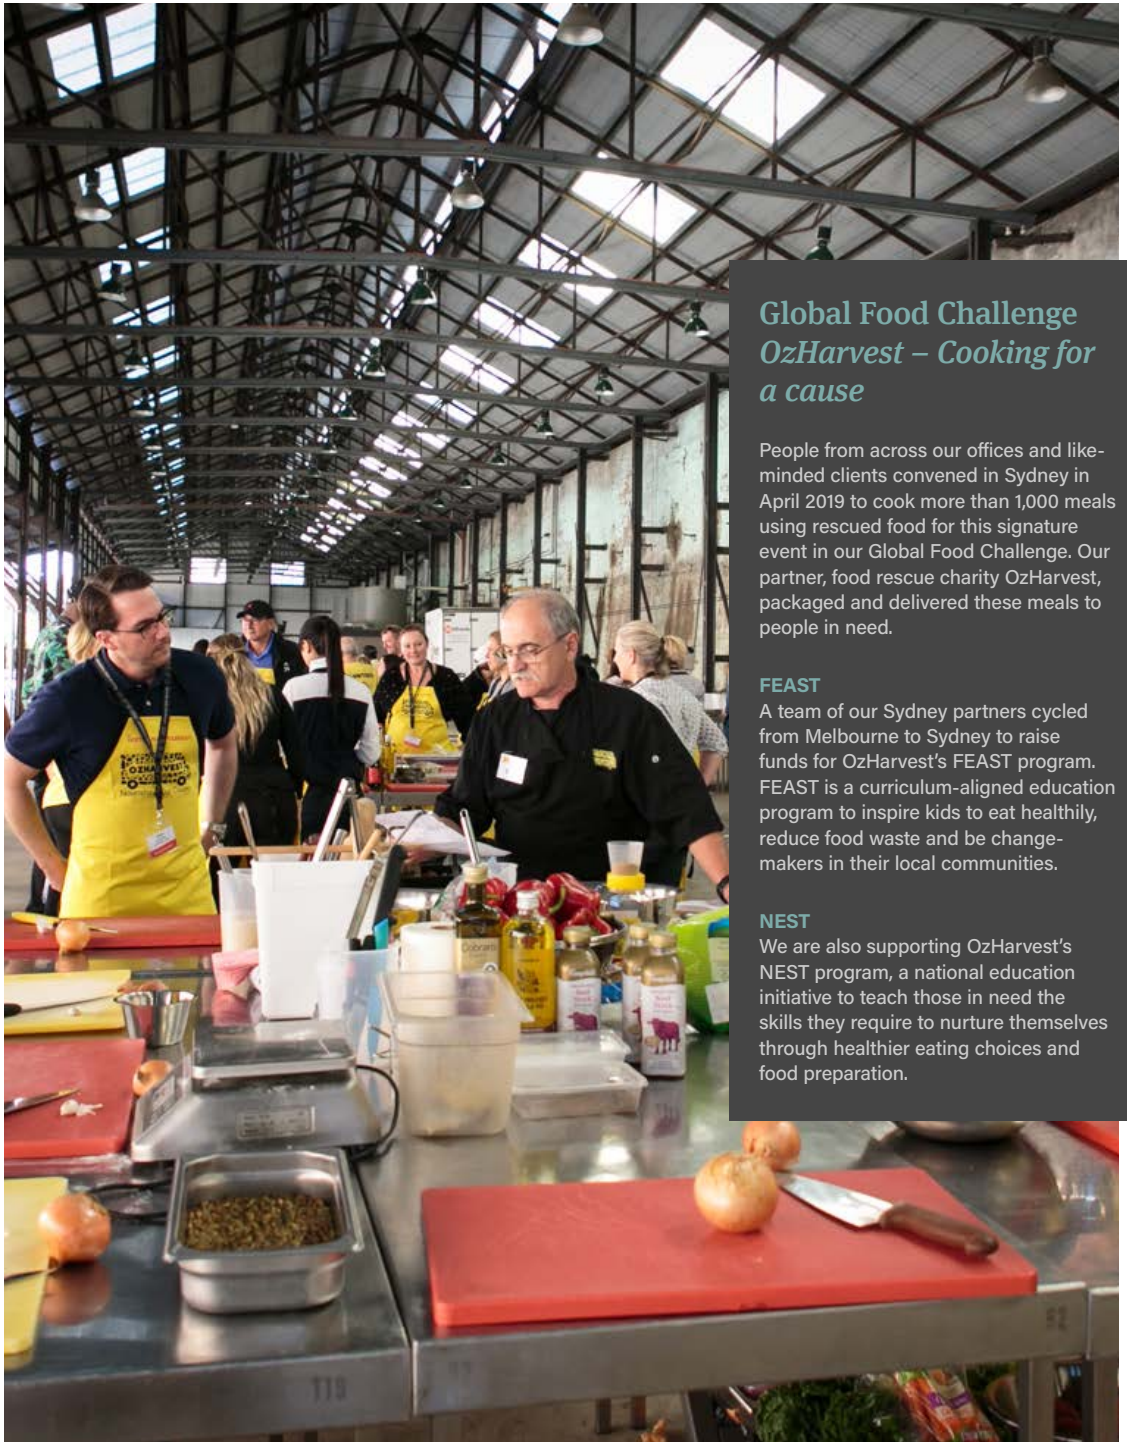 Global Food Challenge
OzHarvest – Cooking for
a cause
People from across our offices and like-
minded clients convened in Sydney in
April 2019 to cook more than 1,000 meals
using rescued food for this signature
event in our Global Food Challenge. Our
partner, food rescue charity OzHarvest,
packaged and delivered these meals to
people in need.
FEAST
A team of our Sydney partners cycled
from Melbourne to Sydney to raise
funds for OzHarvest’s FEAST program.
FEAST is a curriculum-aligned education
program to inspire kids to eat healthily,
reduce food waste and be change-
makers in their local communities.
NEST
We are also supporting OzHarvest’s
NEST program, a national education
initiative to teach those in need the
skills they require to nurture themselves
through healthier eating choices and
food preparation.
OZHARVEST
Cobram